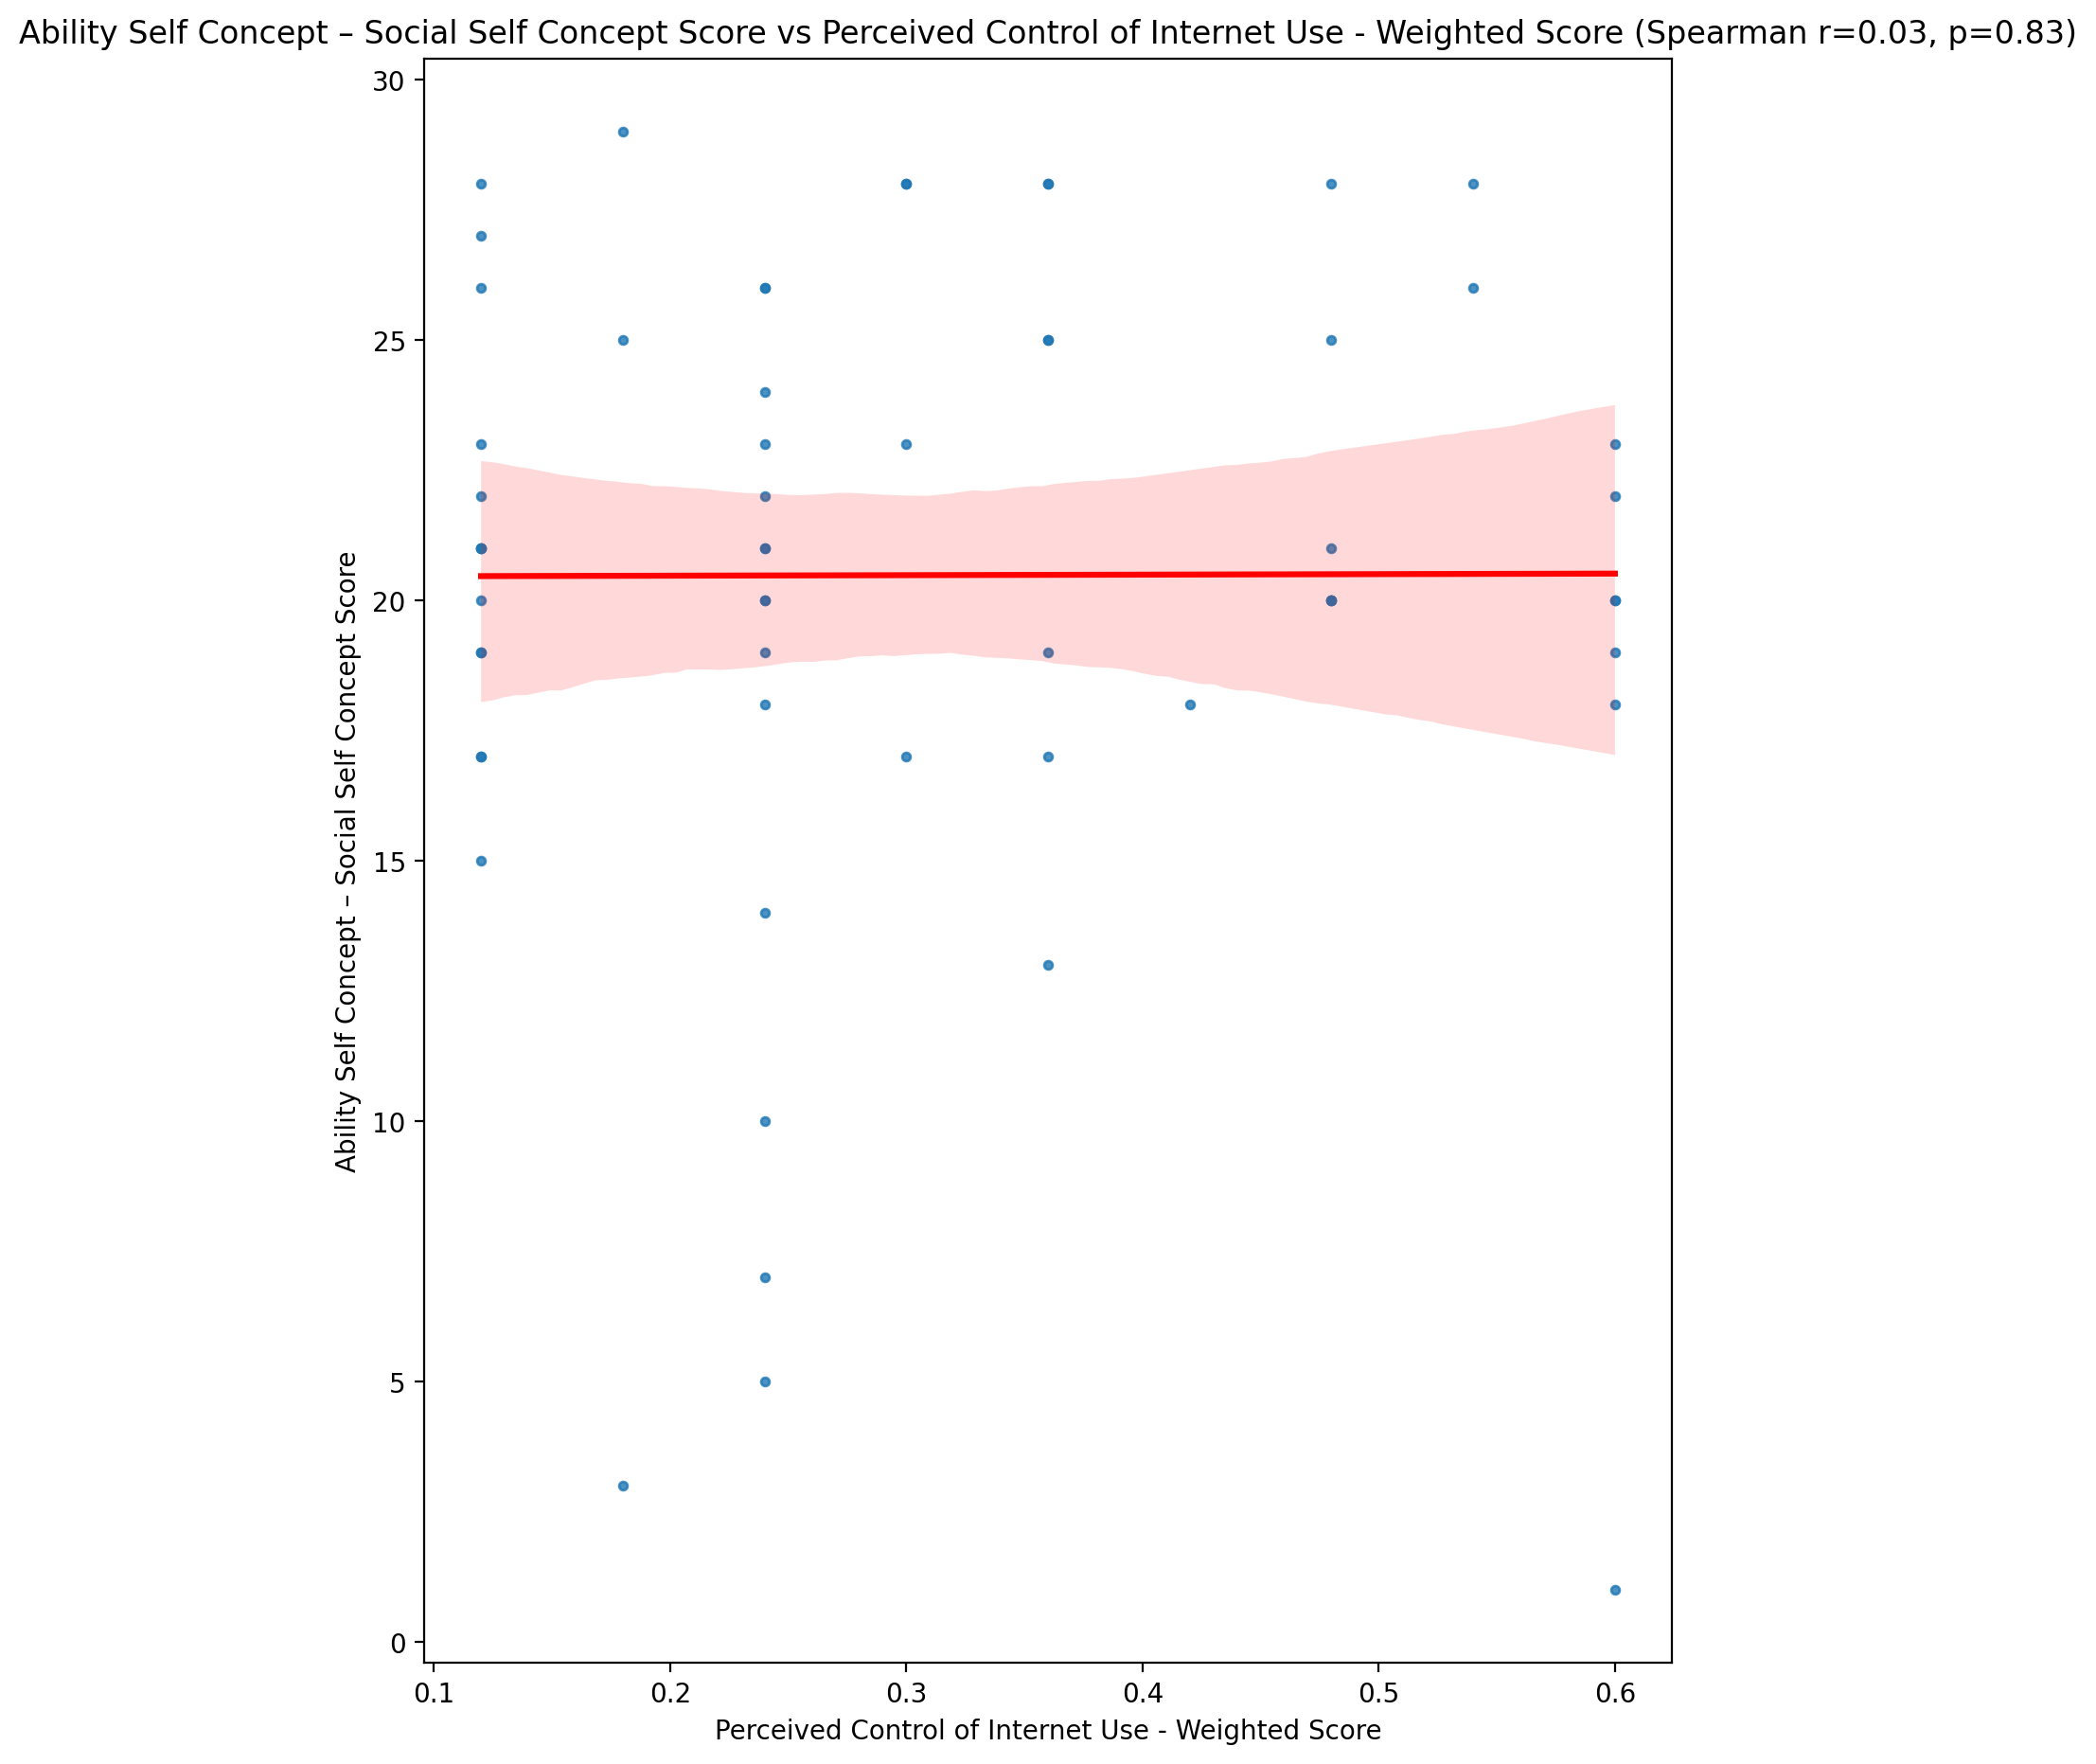 Ability Self Concept – Social Self Concept Score vs Perceived Control of Internet Use - Weighted Score (Spearman r=0.03, p=0.83)
Ability Self Concept – Social Self Concept Score
30
25
20
15
10
5
0
0.1 0.2 0.3 0.4 0.5 0.6
Perceived Control of Internet Use - Weighted Score